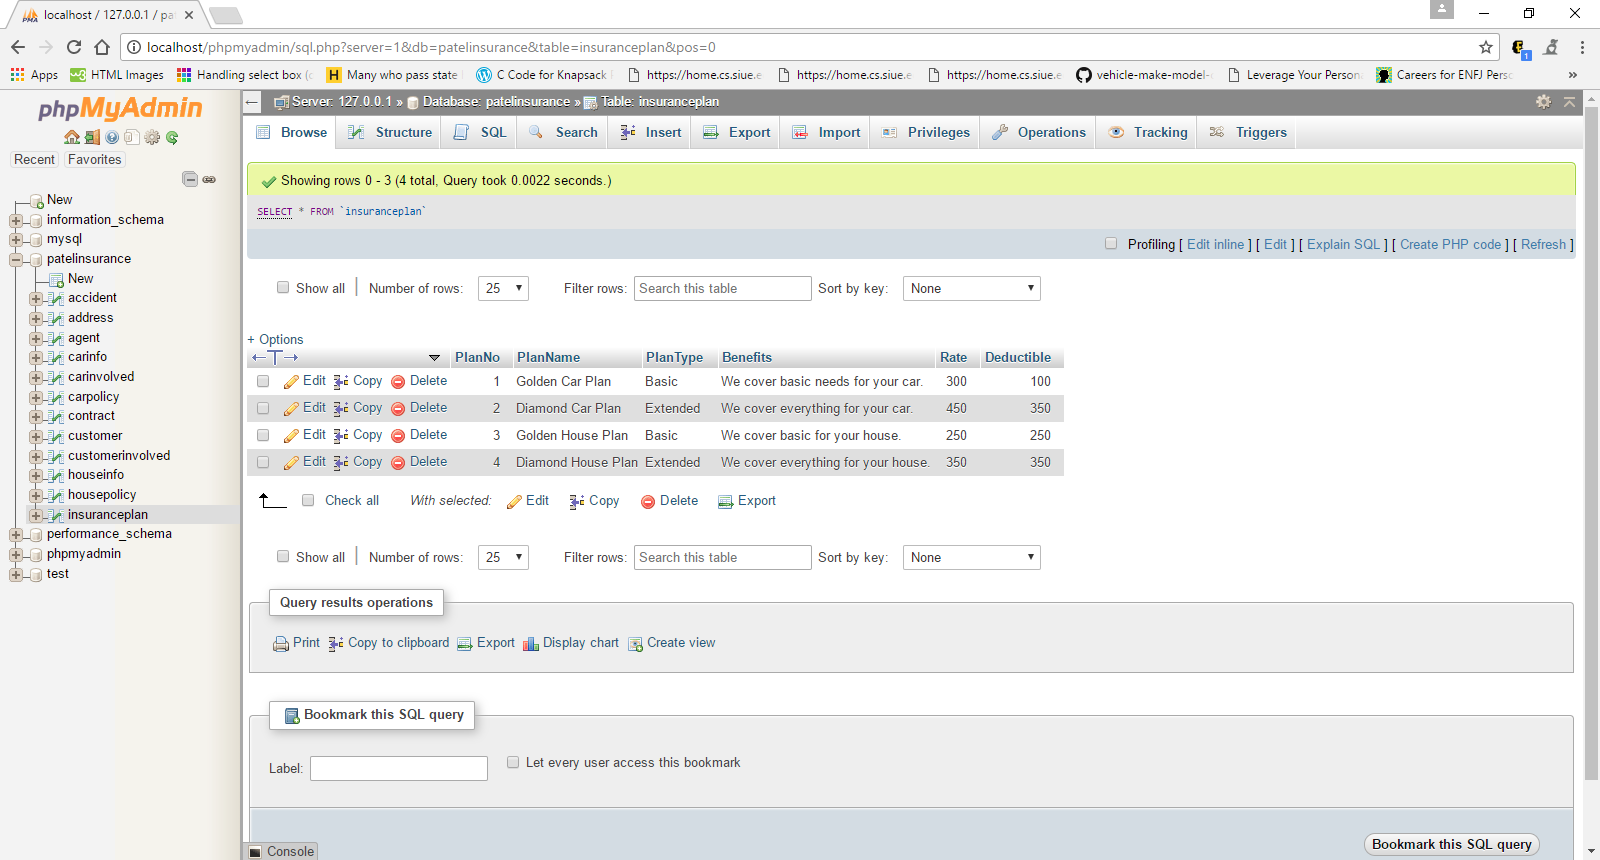 localhost / 127.0.0.1 / pa
localhost/phpmyadmin/sql.php?server=1&db=patelinsurance&table=insuranceplan&pos=0
Apps HTML Images Handling select box (c Many who pass state C Code for Knapsack https://home.cs.siue.e https://home.cs.siue.e https://home.cs.siue.e vehicle-make-model- Leverage Your Person Careers for ENFJ Perso »
phpMyAdmin
Recent Favorites
New
information_schema
mysql
patelinsurance
New
accident
address
agent
carinfo
carinvolved
carpolicy
contract
customer
customerinvolved
houseinfo
housepolicy
insuranceplan
performance_schema
phpmyadmin
test
Server: 127.0.0.1 » Database: patelinsurance » Table: insuranceplan
Browse Structure SQL Search Insert Export Import Privileges Operations Tracking Triggers
Showing rows 0 - 3 (4 total, Query took 0.0022 seconds.)
SELECT * FROM `insuranceplan`
Profiling [ Edit inline ] [ Edit ] [ Explain SQL ] [ Create PHP code ] [ Refresh ]
Show all Number of rows: 25 Filter rows: Search this table Sort by key: None
+ Options
PlanNo PlanName PlanType Benefits Rate Deductible
Edit Copy Delete 1 Golden Car Plan Basic We cover basic needs for your car. 300 100
Edit Copy Delete 2 Diamond Car Plan Extended We cover everything for your car. 450 350
Edit Copy Delete 3 Golden House Plan Basic We cover basic for your house. 250 250
Edit Copy Delete 4 Diamond House Plan Extended We cover everything for your house. 350 350
Check all With selected: Edit Copy Delete Export
Show all Number of rows: 25 Filter rows: Search this table Sort by key: None
Query results operations
Print Copy to clipboard Export Display chart Create view
Bookmark this SQL query
Label: Let every user access this bookmark
Bookmark this SQL query
Console